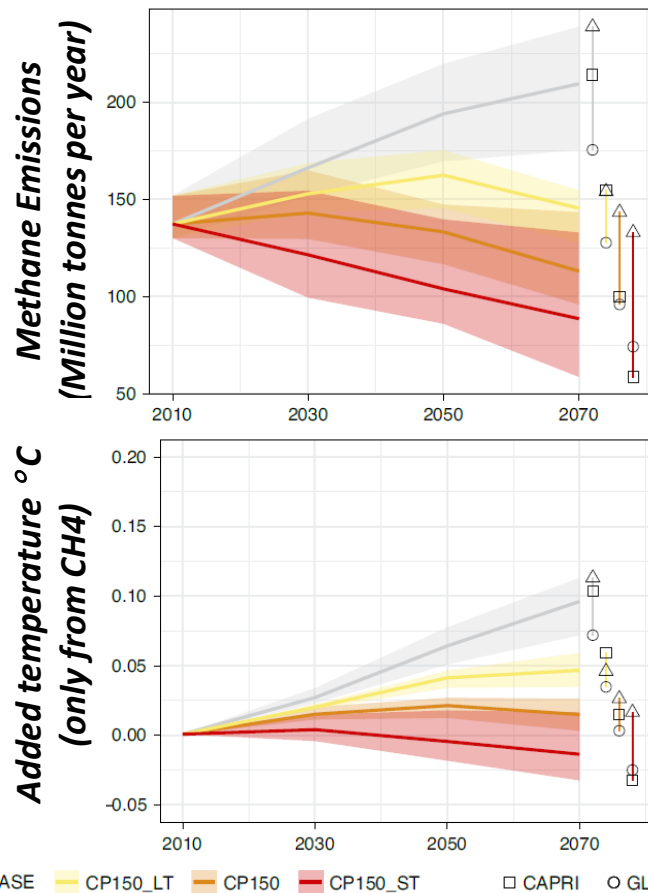 Methane Emissions
(Million tonnes per year)
200
150
100
50
2010 2030 2050 2070
Added temperature °C
(only from CH4)
0.20
0.15
0.10
0.05
0.00
-0.05
2010 2030 2050 2070
ASE CP150_LT CP150 CP150_ST CAPRI GL